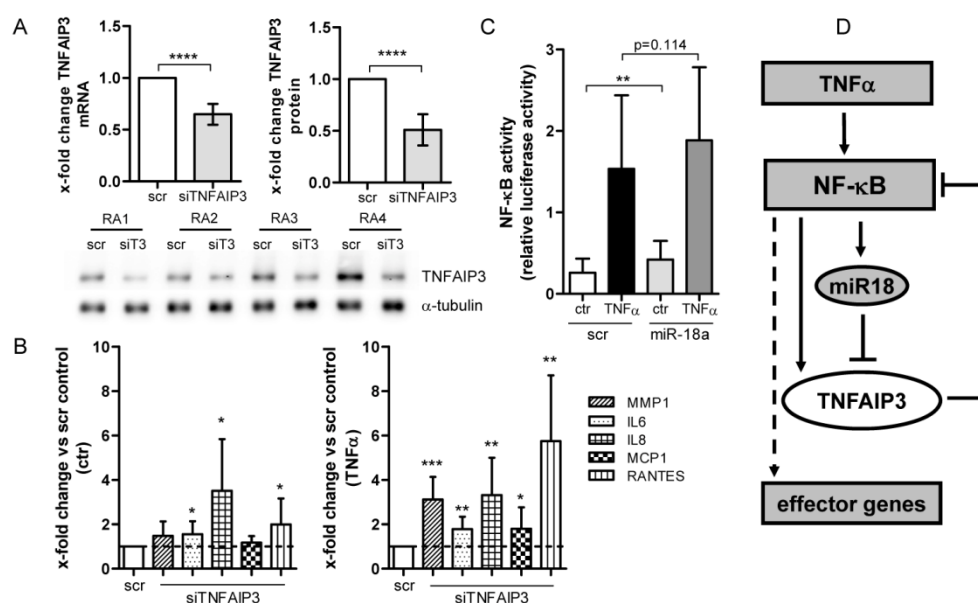 A
x-fold change TNFAIP3
mRNA
1.5
1.0
0.5
0.0
****
scr
siTNFAIP3
x-fold change TNFAIP3
protein
1.5
1.0
0.5
0.0
****
scr
siTNFAIP3
RA1 RA2 RA3 RA4
scr siT3 scr siT3 scr siT3 scr siT3
TNFAIP3
α-tubulin
B
x-fold change vs scr control
(ctr)
10
8
6
4
2
0
* * *
scr
siTNFAIP3
x-fold change vs scr control
(TNFα)
10
8
6
4
2
0
*** ** ** * **
scr
siTNFAIP3
MMP1
IL6
IL8
MCP1
RANTES
C
NF-κB activity
(relative luciferase activity)
3
2
1
0
p=0.114
**
ctr TNFα ctr TNFα
scr miR-18a
D
TNFα
NF-κB
miR18
TNFAIP3
effector genes